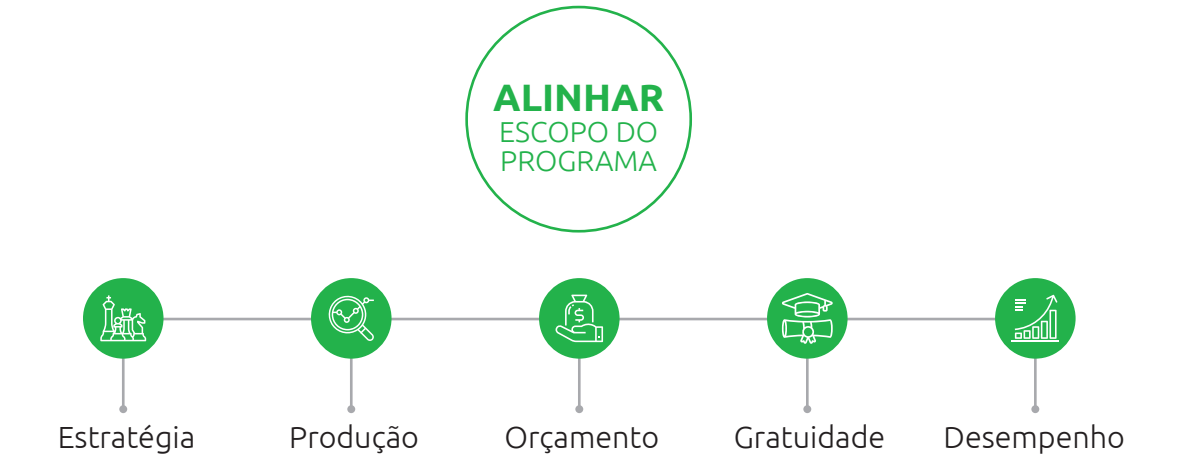 ALINHAR
ESCOPO DO
PROGRAMA
$
Estratégia
Produção
Orçamento
Gratuidade
Desempenho